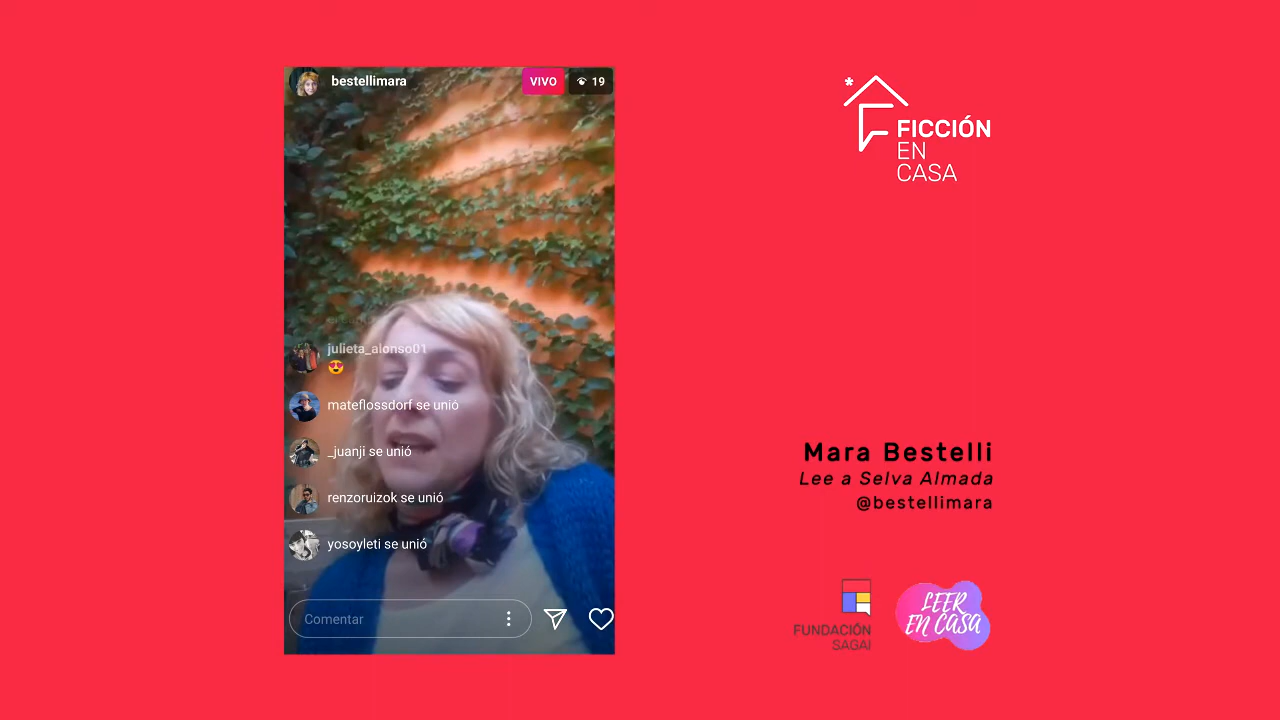 bestellimara
VIVO
19
julieta_alonso01
😍
mateflossdorf se unió
_juanji se unió
renzoruizok se unió
yosoyleti se unió
Comentar
*
FICCIÓN
EN
CASA
Mara Bestelli
Lee a Selva Almada
@bestellimara
FUNDACIÓN
SAGAI
LEER
EN CASA